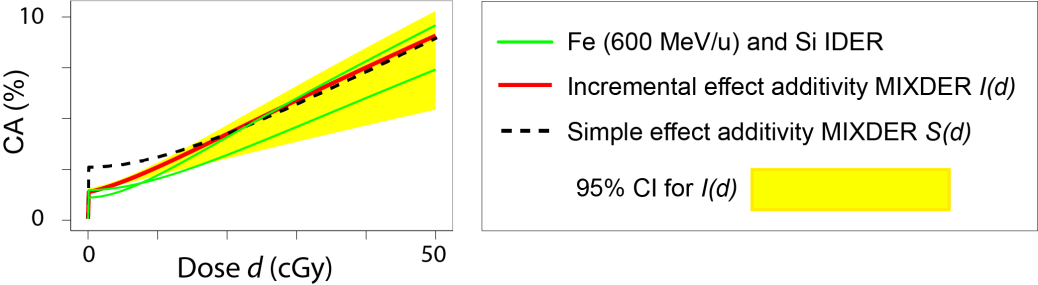 10
CA (%)
0
0
50
Dose d (cGy)
Fe (600 MeV/u) and Si IDER
Incremental effect additivity MIXDER I(d)
Simple effect additivity MIXDER S(d)
95% CI for I(d)